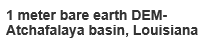 1 meter bare earth DEM-
Atchafalaya basin, Louisiana